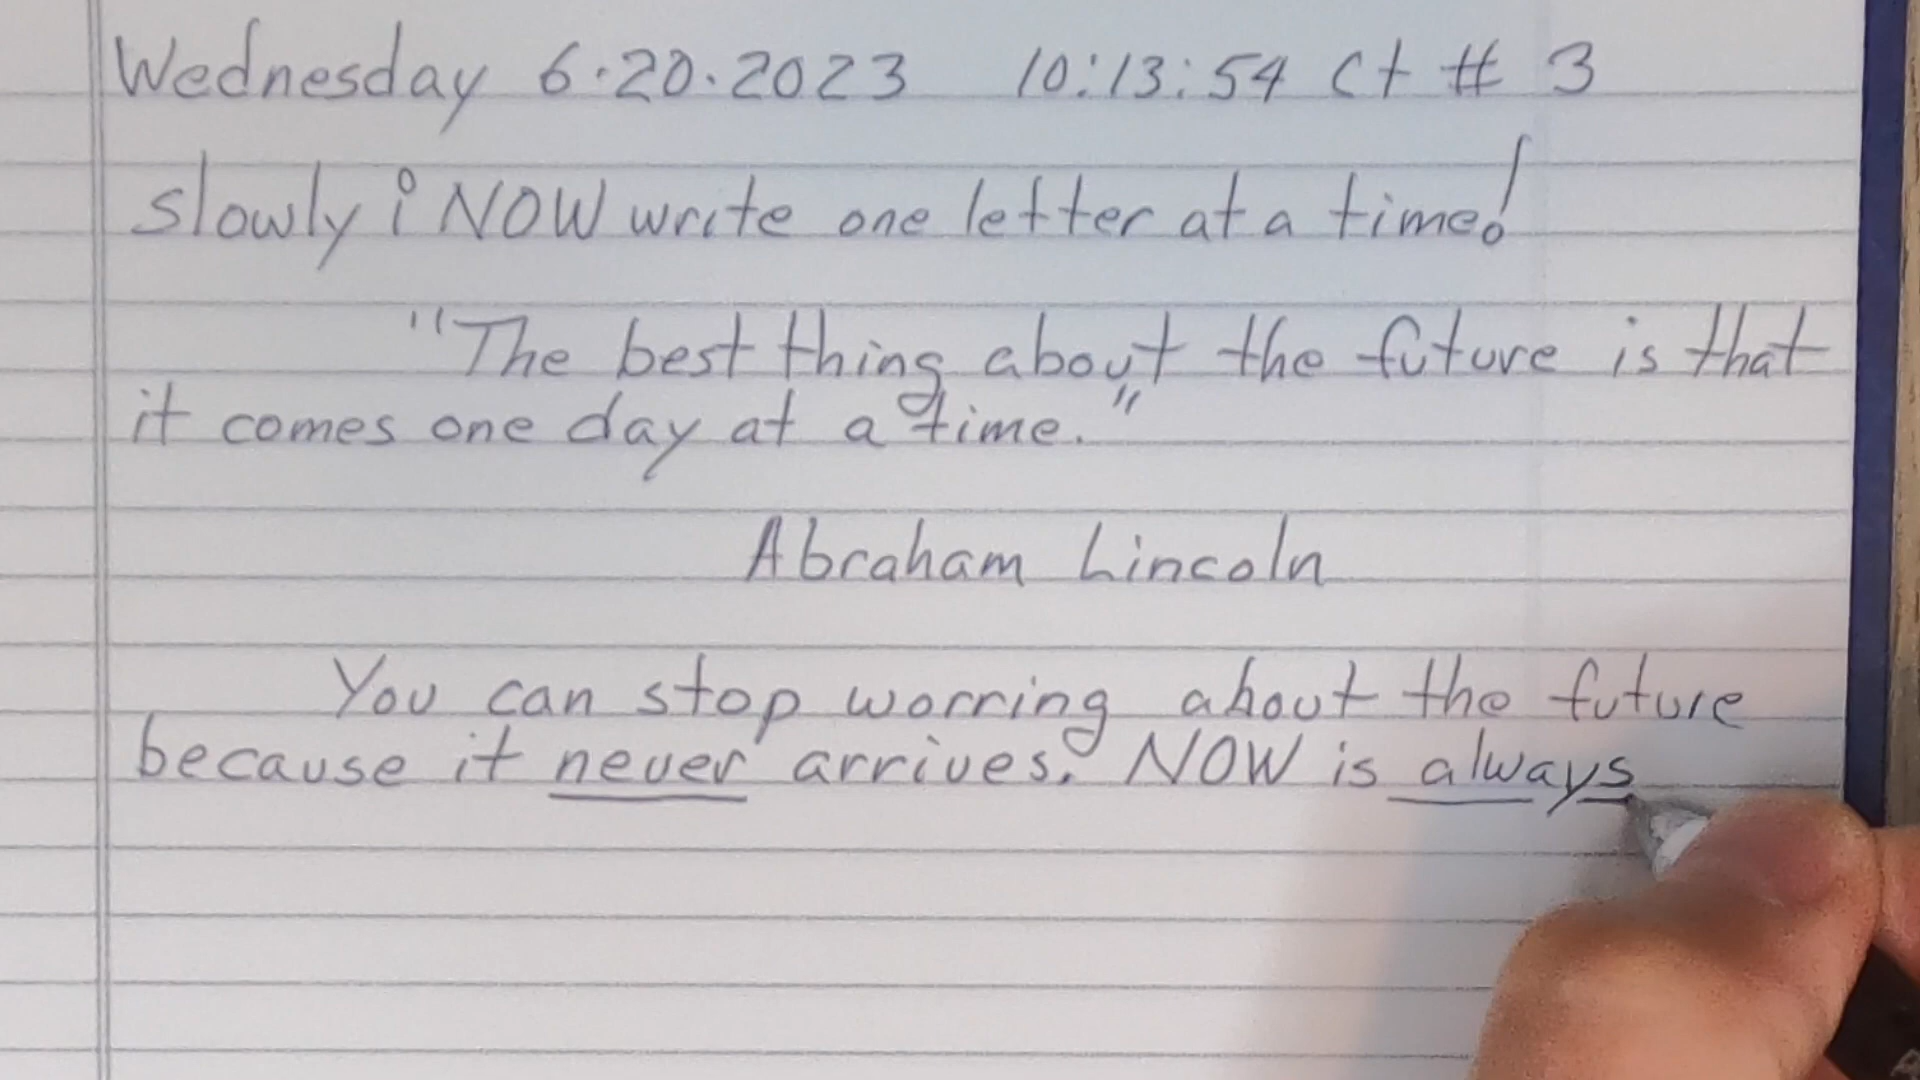 Wednesday 6.20.2023 10:13:54 Ct # 3
slowly i NOW write one letter at a time!
"The best thing about the future is that
it comes one day at a time."
Abraham Lincoln
You can stop worring about the future
because it never arrives. NOW is always